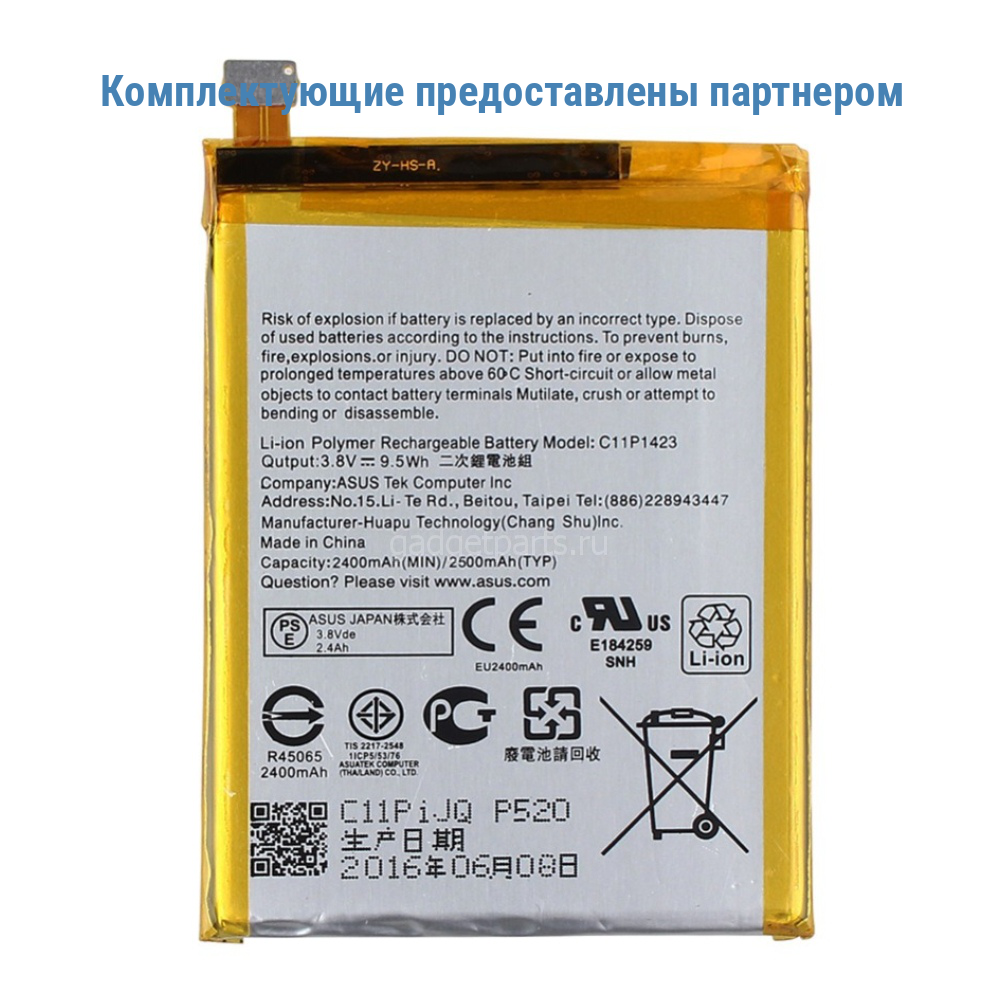 Комплектующие предоставлены партнером
ZY-HS-A.
Risk of explosion if battery is replaced by an incorrect type. Dispose
of used batteries according to the instructions. To prevent burns,
fire,explosions.or injury. DO NOT: Put into fire or expose to
prolonged temperatures above 60°C Short-circuit or allow metal
objects to contact battery terminals Mutilate, crush or attempt to
bending or disassemble.
Li-ion Polymer Rechargeable Battery Model: C11P1423
Qutput:3.8V⎓ 9.5Wh 二次鋰電池組
Company:ASUS Tek Computer Inc
Address:No.15.Li-Te Rd., Beitou, Taipei Tel:(886)228943447
Manufacturer-Huapu Technology(Chang Shu)Inc.
Made in China
gadgetparts.ru
Capacity:2400mAh(MIN)/2500mAh(TYP)
Question? Please visit www.asus.com
PS E ASUS JAPAN株式会社
3.8Vdc
2.4Ah
CE
EU2400mAh
c RU US
E184259
SNH
Li-ion
R45065
2400mAh
TIS 2217-2548
1ICP5/53/76
ASUATEK COMPUTER
(THAILAND) CO., LTD.
PCT
廢電池請回收
C11PiJQ P520
生产日期
2016年06月08日